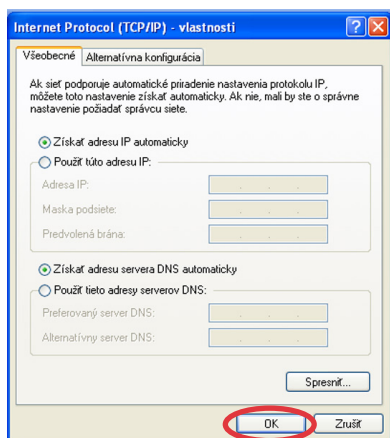 Internet Protocol (TCP/IP) - vlastnosti
Všeobecné
Alternatívna konfigurácia
Ak sieť podporuje automatické priradenie nastavenia protokolu IP,
môžete toto nastavenie získať automaticky. Ak nie, mali by ste o správne
nastavenie požiadať správcu siete.
Získať adresu IP automaticky
Použiť túto adresu IP:
Adresa IP:
Maska podsiete:
Predvolená brána:
Získať adresu servera DNS automaticky
Použiť tieto adresy serverov DNS:
Preferovaný server DNS:
Alternatívny server DNS:
Spresniť...
OK
Zrušiť